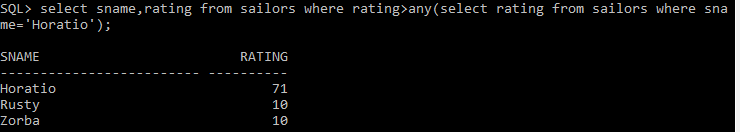 SQL> select sname,rating from sailors where rating>any(select rating from sailors where sna
me='Horatio');
SNAME                         RATING
------------------------- ----------
Horatio                           71
Rusty                             10
Zorba                             10